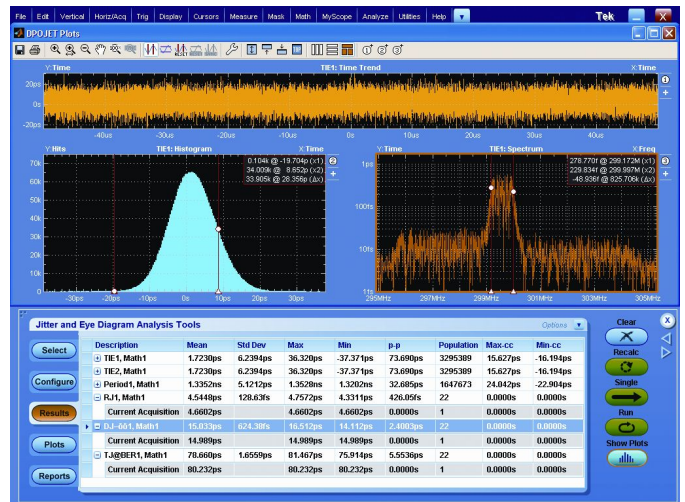 File Edit Vertical Horiz/Acq Trig Display Cursors Measure Mask Math MyScope Analyze Utilities Help Tek X
DPOJET Plots
Y:Time TIE1: Time Trend X:Time
20ps
0s
-20ps
-40us -30us -20us -10us 0s 10us 20us 30us 40us
1
Y:Hits TIE1: Histogram X:Time
0.104k @ -19.704p (x1)
34.009k @ 8.652p (x2)
33.905k @ 28.356p (Δx)
2
70k
60k
50k
40k
30k
20k
10k
0
-30ps -20ps -10ps 0s 10ps 20ps 30ps
Y:Time TIE1: Spectrum X:Freq
278.770f @ 299.172M (x1)
229.834f @ 299.997M (x2)
-48.936f @ 825.706k (Δx)
3
1ps
100fs
10fs
1fs
295MHz 297MHz 299MHz 301MHz 303MHz 305MHz
Jitter and Eye Diagram Analysis Tools Options
Select
Configure
Results
Plots
Reports
Description Mean Std Dev Max Min p-p Population Max-cc Min-cc
TIE1, Math1 1.7230ps 6.2394ps 36.320ps -37.371ps 73.690ps 3295389 15.627ps -16.194ps
TIE2, Math1 1.7230ps 6.2394ps 36.320ps -37.371ps 73.690ps 3295389 15.627ps -16.194ps
Period1, Math1 1.3352ns 5.1212ps 1.3528ns 1.3202ns 32.685ps 1647673 24.042ps -22.904ps
RJ1, Math1 4.5448ps 128.63fs 4.7572ps 4.3311ps 426.05fs 22 0.0000s 0.0000s
Current Acquisition 4.6602ps 4.6602ps 4.6602ps 0.0000s 1 0.0000s 0.0000s
DJ-δδ1, Math1 15.033ps 624.30fs 16.512ps 14.112ps 2.4003ps 22 0.0000s 0.0000s
Current Acquisition 14.989ps 14.989ps 14.989ps 0.0000s 1 0.0000s 0.0000s
TJ@BER1, Math1 78.660ps 1.6559ps 81.467ps 75.914ps 5.5536ps 22 0.0000s 0.0000s
Current Acquisition 80.232ps 80.232ps 80.232ps 0.0000s 1 0.0000s 0.0000s
Clear
Recalc
Single
Run
Show Plots